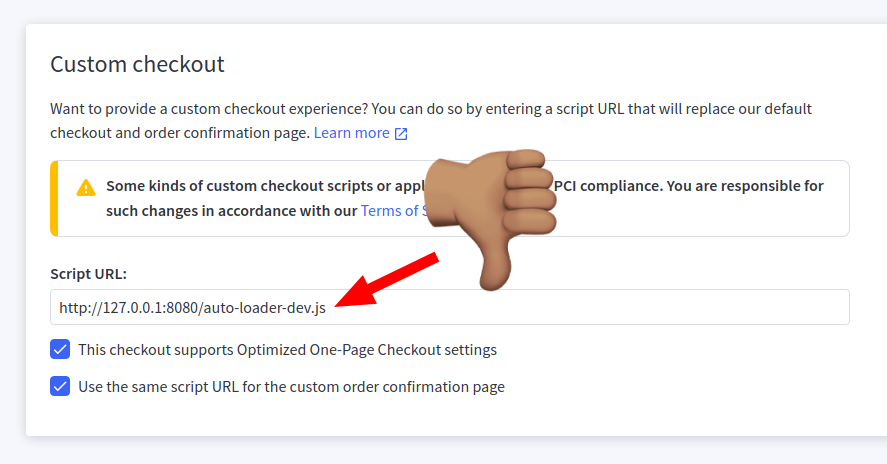 Custom checkout
Want to provide a custom checkout experience? You can do so by entering a script URL that will replace our default
checkout and order confirmation page. Learn more
Some kinds of custom checkout scripts or PCI compliance. You are responsible for
such changes in accordance with our Terms of
Script URL:
http://127.0.0.1:8080/auto-loader-dev.js
This checkout supports Optimized One-Page Checkout settings
Use the same script URL for the custom order confirmation page